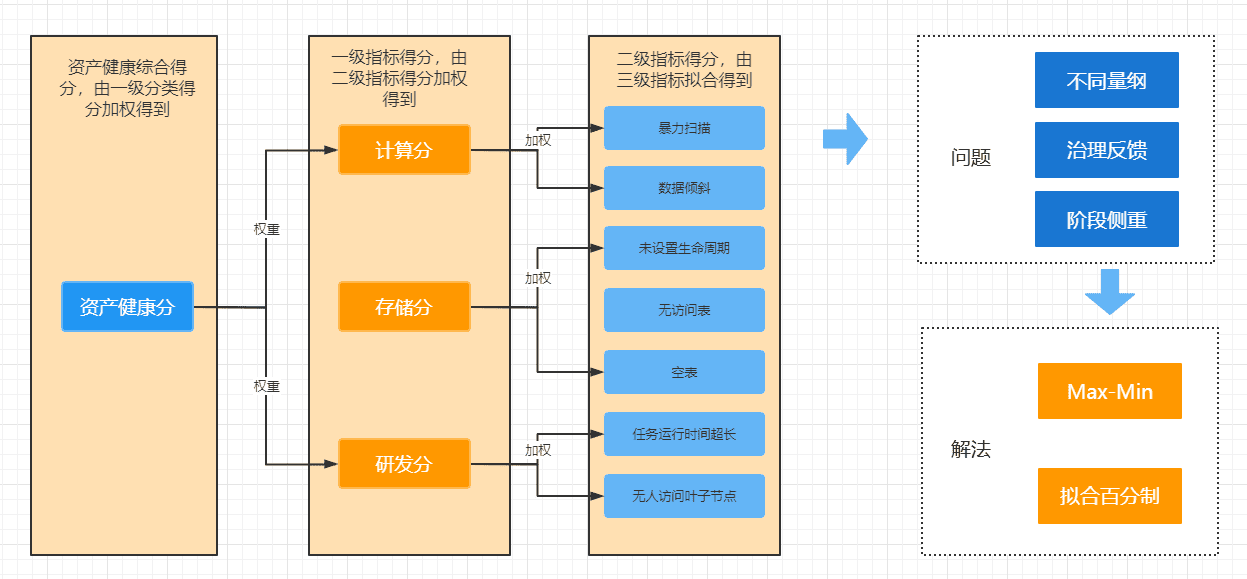 资产健康综合得
分，由一级分类得
分加权得到
资产健康分
权重
权重
一级指标得分，由
二级指标得分加权
得到
计算分
存储分
研发分
加权
加权
加权
二级指标得分，由
三级指标拟合得到
暴力扫描
数据倾斜
未设置生命周期
无访问表
空表
任务运行时间超长
无人访问叶子节点
问题
不同量纲
治理反馈
阶段侧重
解法
Max-Min
拟合百分制